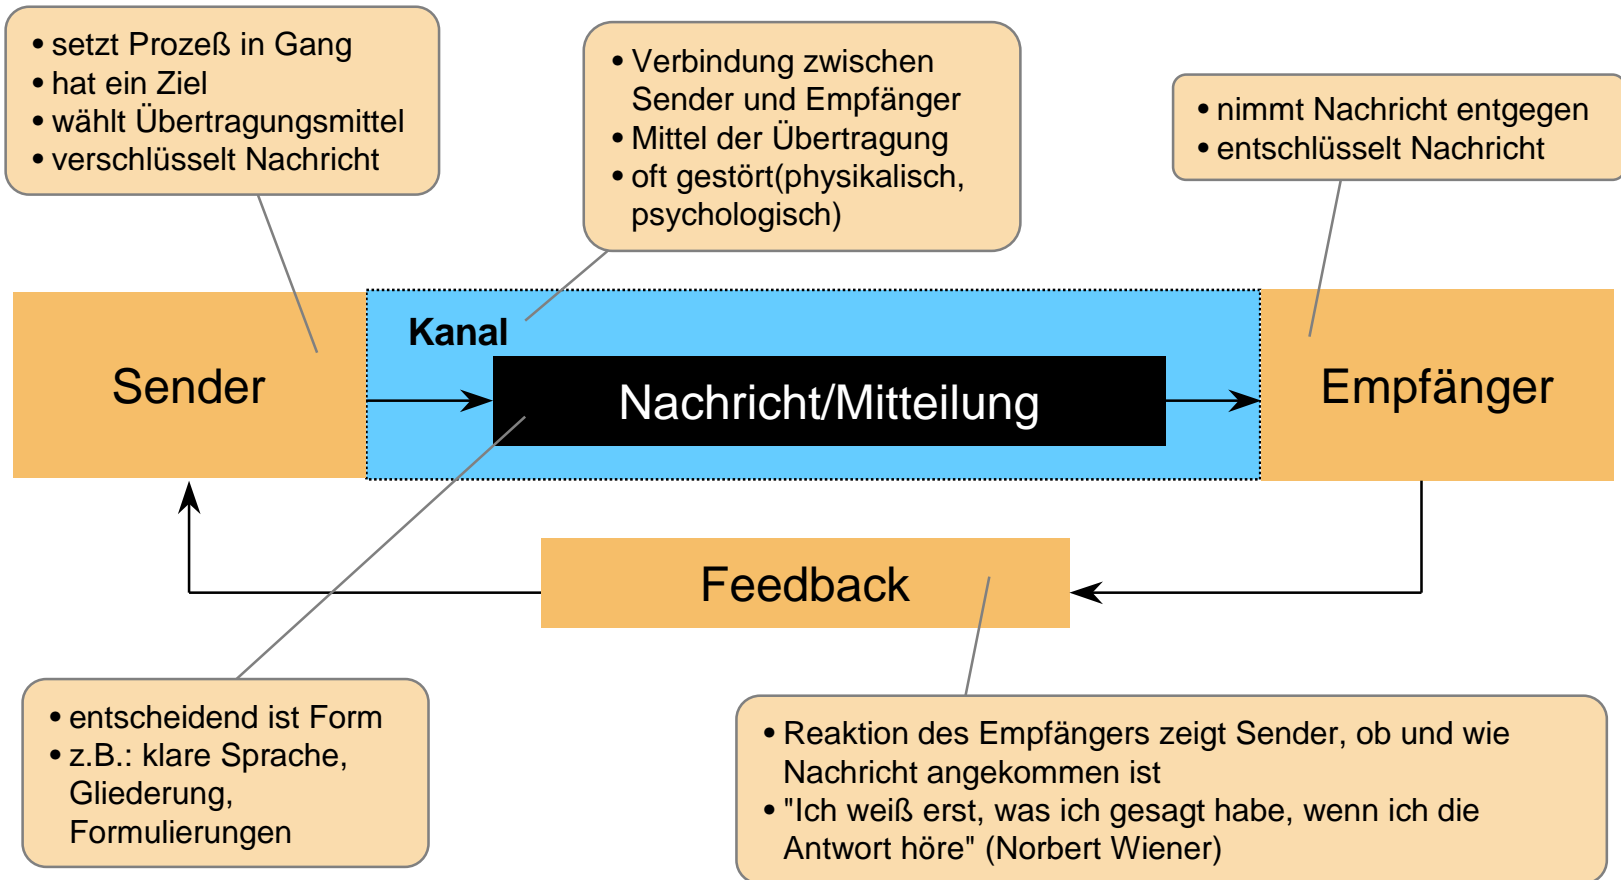 • setzt Prozeß in Gang
• hat ein Ziel
• wählt Übertragungsmittel
• verschlüsselt Nachricht
• Verbindung zwischen
Sender und Empfänger
• Mittel der Übertragung
• oft gestört(physikalisch,
psychologisch)
• nimmt Nachricht entgegen
• entschlüsselt Nachricht
Kanal
Sender
Nachricht/Mitteilung
Empfänger
Feedback
• entscheidend ist Form
• z.B.: klare Sprache,
Gliederung,
Formulierungen
• Reaktion des Empfängers zeigt Sender, ob und wie
Nachricht angekommen ist
• "Ich weiß erst, was ich gesagt habe, wenn ich die
Antwort höre" (Norbert Wiener)